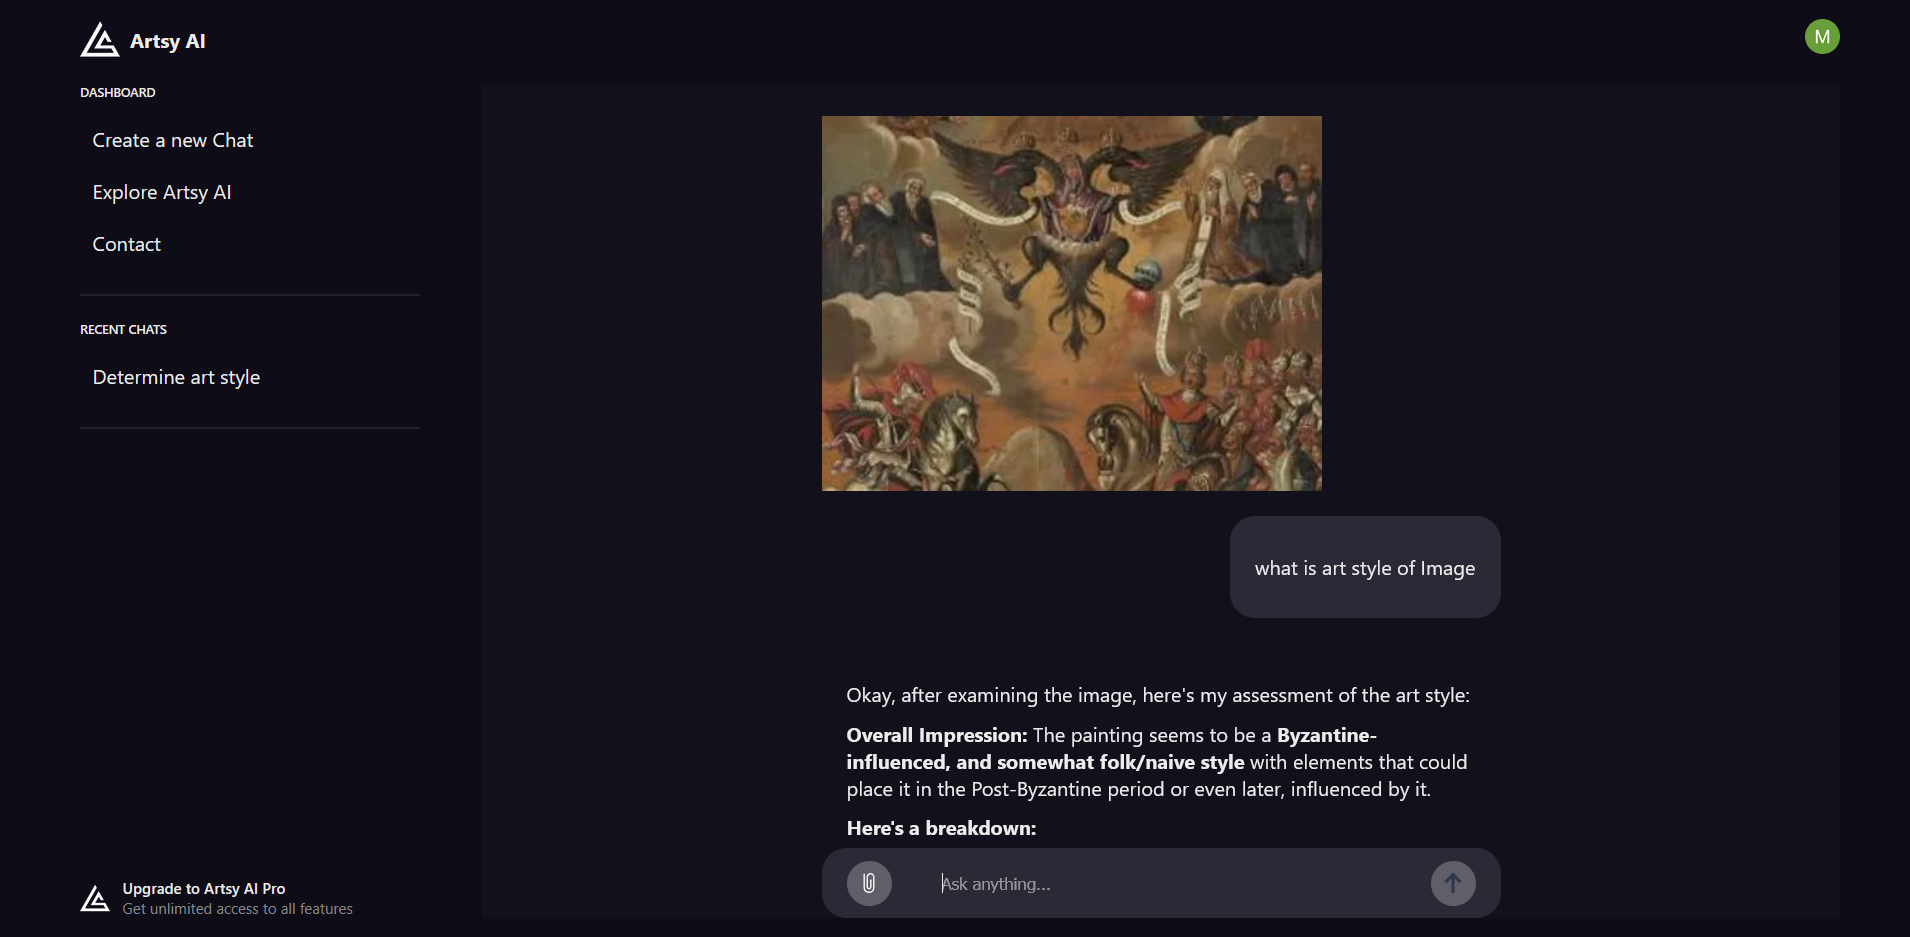 Artsy AI
M
DASHBOARD
Create a new Chat
Explore Artsy AI
Contact
RECENT CHATS
Determine art style
what is art style of Image
Okay, after examining the image, here's my assessment of the art style:
Overall Impression: The painting seems to be a Byzantine-
influenced, and somewhat folk/naive style with elements that could
place it in the Post-Byzantine period or even later, influenced by it.
Here's a breakdown:
Ask anything...
Upgrade to Artsy AI Pro
Get unlimited access to all features